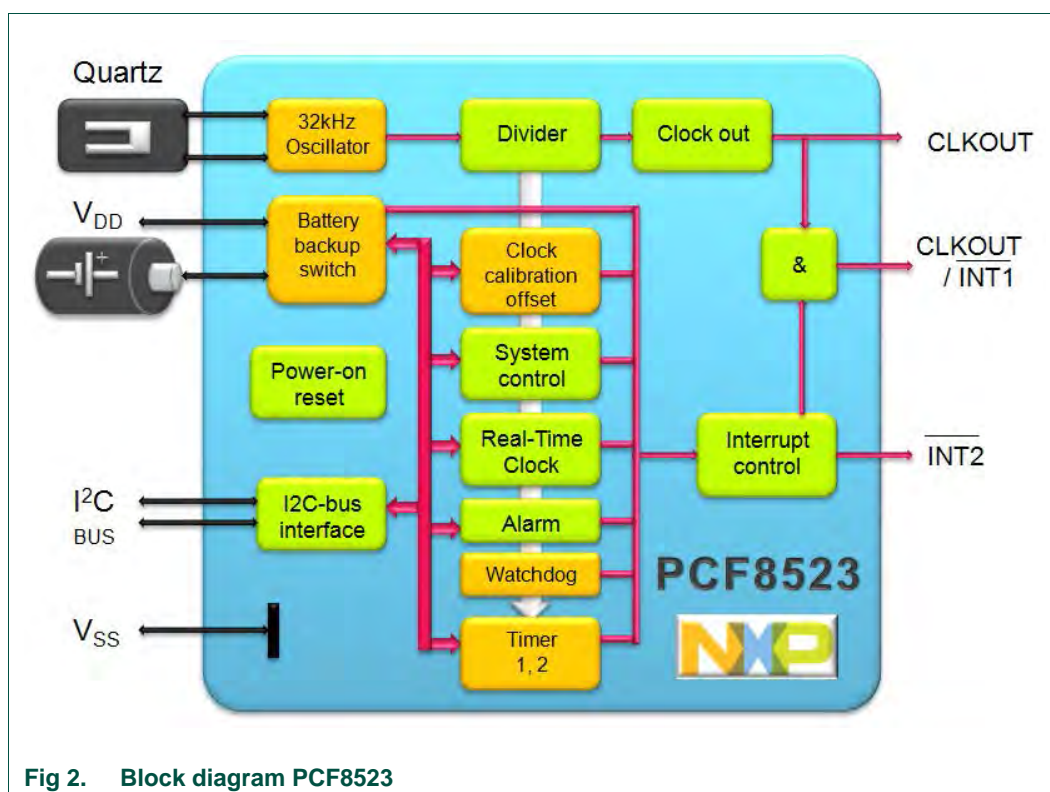 Quartz
32kHz
Oscillator
Divider
Clock out
CLKOUT
V_DD
Battery
backup
switch
+
Clock
calibration
offset
&
CLKOUT
/ INT1
System
control
Power-on
reset
Real-Time
Clock
Interrupt
control
INT2
I²C
BUS
I2C-bus
interface
Alarm
Watchdog
PCF8523
V_SS
Timer
1, 2
NXP
Fig 2. Block diagram PCF8523